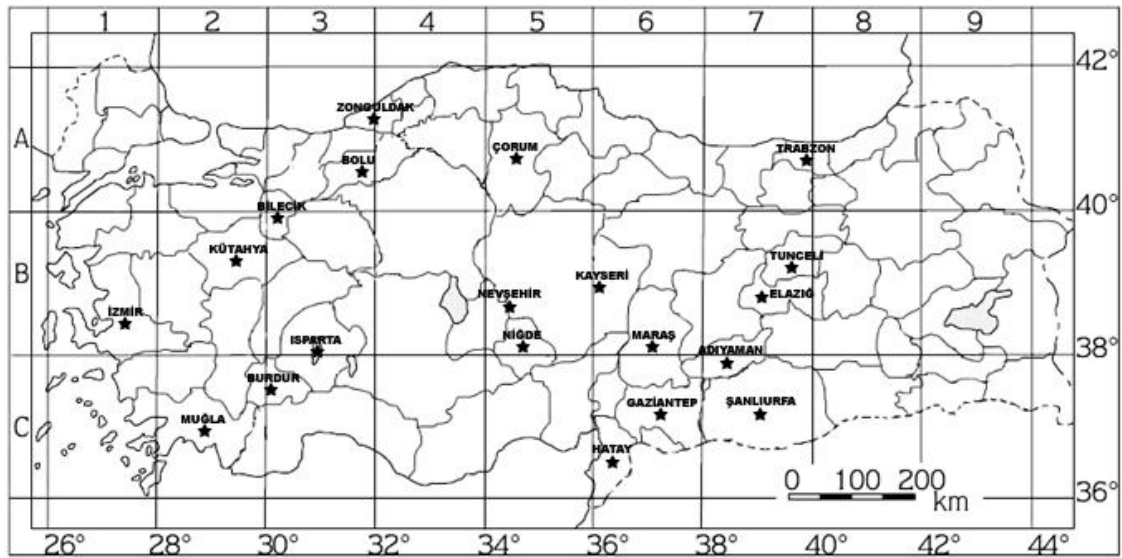 1 2 3 4 5 6 7 8 9
42°
ZONGULDAK
A
ÇORUM
TRABZON
BOLU
BİLECİK
40°
KÜTAHYA
TUNCELİ
B
KAYSERİ
NEVŞEHİR
ELAZIĞ
İZMİR
ISPARTA
NİĞDE
MARAŞ
ADIYAMAN
38°
BURDUR
GAZİANTEP
ŞANLIURFA
MUĞLA
C
HATAY
0 100 200
km
36°
26° 28° 30° 32° 34° 36° 38° 40° 42° 44°